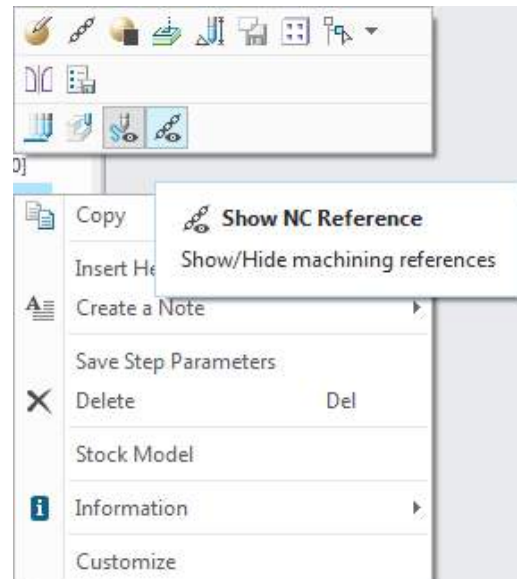 0]
Copy
Show NC Reference
Show/Hide machining references
Insert He
Create a Note
Save Step Parameters
Delete Del
Stock Model
Information
Customize